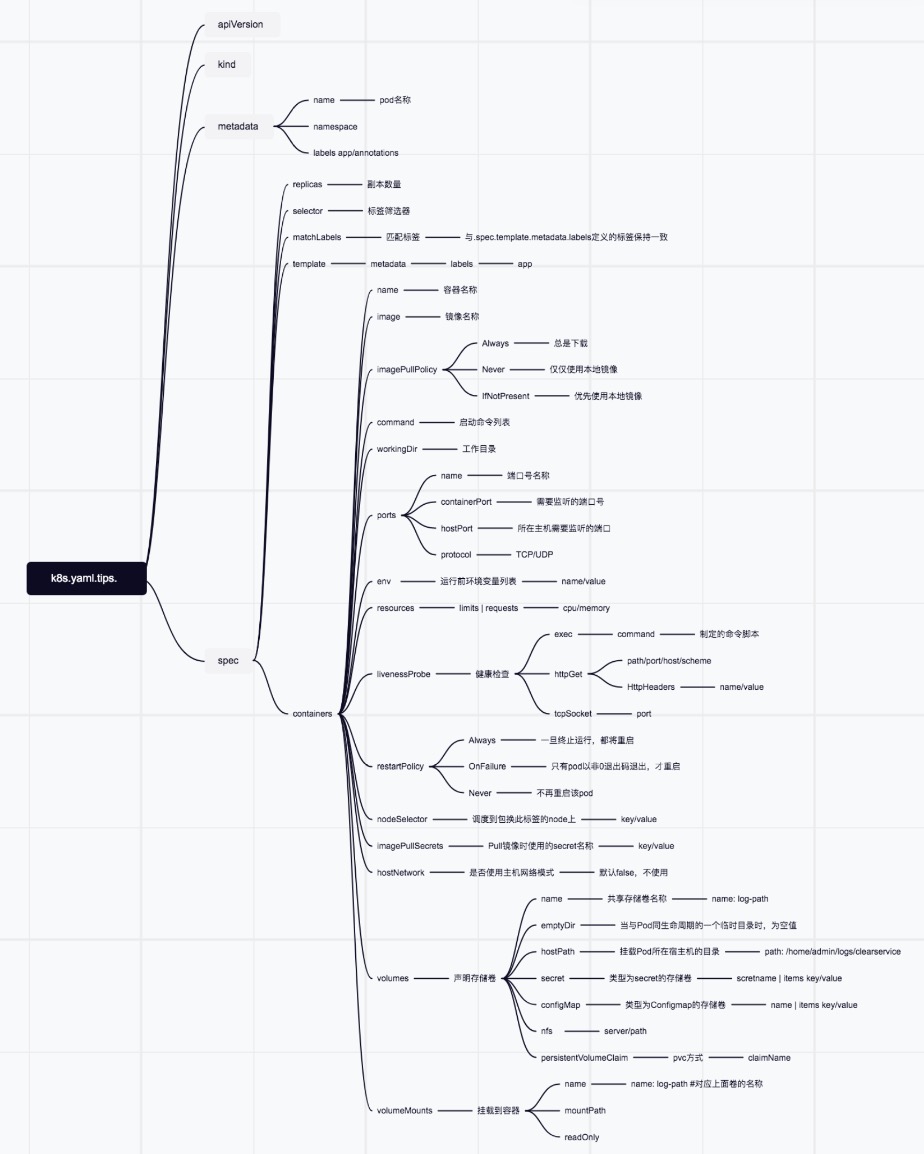 apiVersion
kind
name pod名称
metadata namespace
labels app/annotations
replicas 副本数量
selector 标签筛选器
matchLabels 匹配标签 与.spec.template.metadata.labels定义的标签保持一致
template metadata labels app
name 容器名称
image 镜像名称
Always 总是下载
imagePullPolicy Never 仅仅使用本地镜像
IfNotPresent 优先使用本地镜像
command 启动命令列表
workingDir 工作目录
name 端口号名称
containerPort 需要监听的端口号
ports
hostPort 所在主机需要监听的端口
protocol TCP/UDP
k8s.yaml.tips.
env 运行前环境变量列表 name/value
resources limits | requests cpu/memory
exec command 制定的命令脚本
spec path/port/host/scheme
livenessProbe 健康检查 httpGet
HttpHeaders name/value
containers tcpSocket port
Always 一旦终止运行，都将重启
restartPolicy OnFailure 只有pod以非0退出码退出，才重启
Never 不再重启该pod
nodeSelector 调度到包换此标签的node上 key/value
imagePullSecrets Pull镜像时使用的secret名称 key/value
hostNetwork 是否使用主机网络模式 默认false，不使用
name 共享存储卷名称 name: log-path
emptyDir 当与Pod同生命周期的一个临时目录时，为空值
hostPath 挂载Pod所在宿主机的目录 path: /home/admin/logs/clearservice
volumes 声明存储卷 secret 类型为secret的存储卷 scretname | items key/value
configMap 类型为Configmap的存储卷 name | items key/value
nfs server/path
persistentVolumeClaim pvc方式 claimName
name name: log-path #对应上面卷的名称
volumeMounts 挂载到容器 mountPath
readOnly